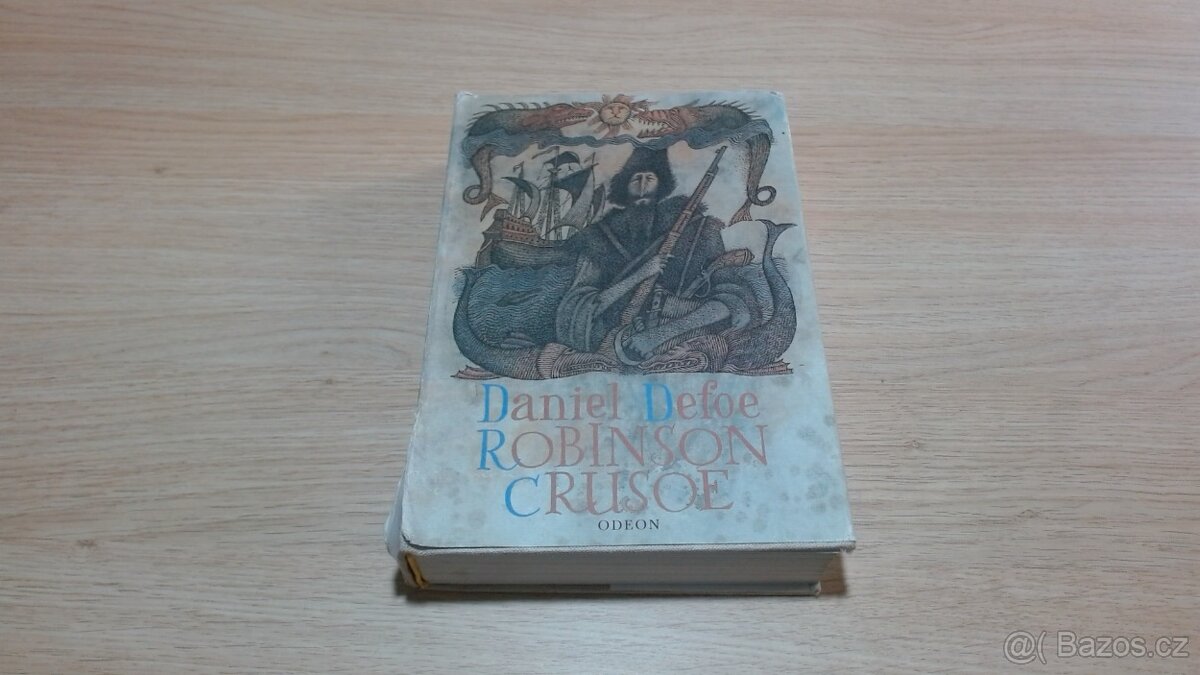 Daniel Defoe
ROBINSON
CRUSOE
ODEON
@( Bazos.cz